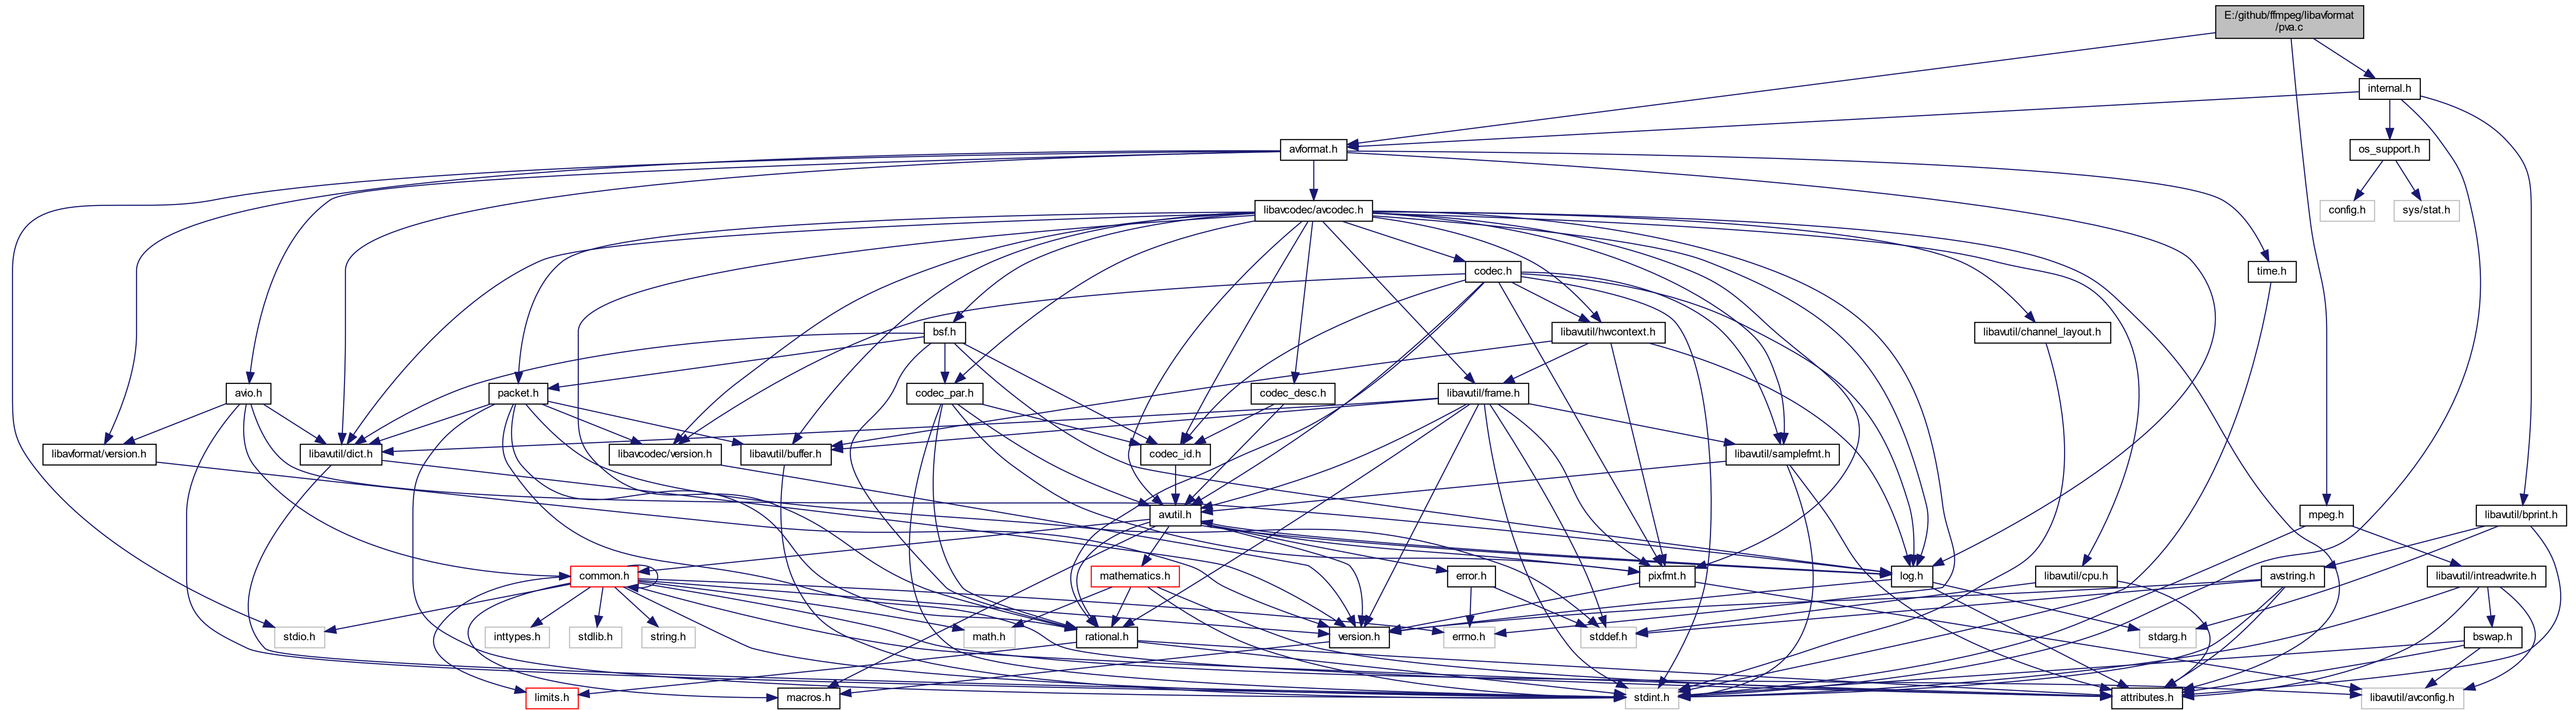 E:/github/ffmpeg/libavformat
/pva.c
internal.h
avformat.h
os_support.h
libavcodec/avcodec.h
config.h
sys/stat.h
codec.h
time.h
bsf.h
libavutil/hwcontext.h
libavutil/channel_layout.h
avio.h
packet.h
codec_par.h
codec_desc.h
libavutil/frame.h
libavformat/version.h
libavutil/dict.h
libavcodec/version.h
libavutil/buffer.h
codec_id.h
libavutil/samplefmt.h
avutil.h
mpeg.h
libavutil/bprint.h
common.h
mathematics.h
error.h
pixfmt.h
log.h
libavutil/cpu.h
avstring.h
libavutil/intreadwrite.h
stdio.h
inttypes.h
stdlib.h
string.h
math.h
rational.h
version.h
errno.h
stddef.h
stdarg.h
bswap.h
limits.h
macros.h
stdint.h
attributes.h
libavutil/avconfig.h